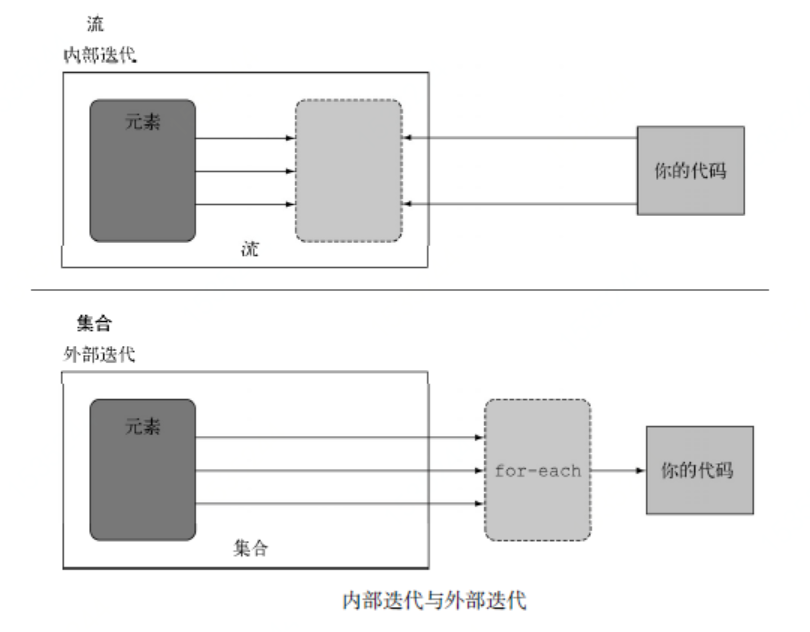 流
内部迭代
元素
你的代码
流
集合
外部迭代
元素
for-each
你的代码
集合
内部迭代与外部迭代